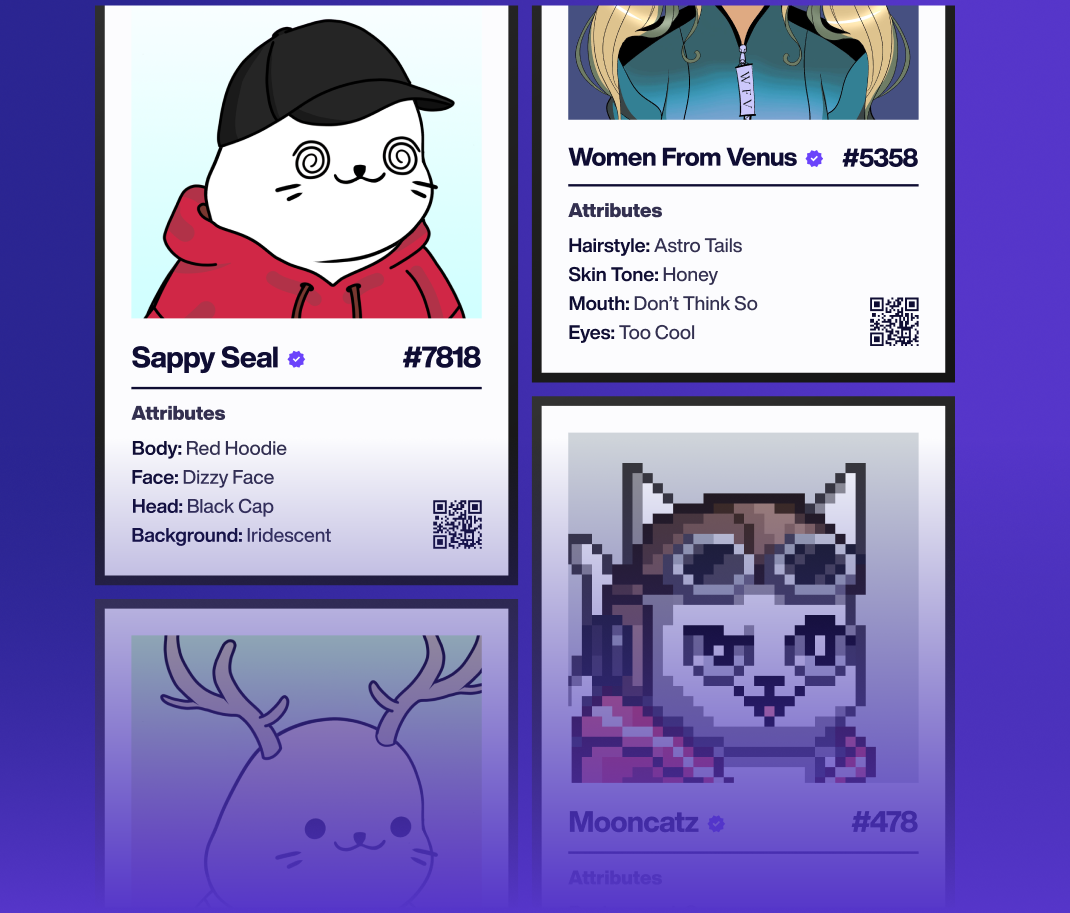 Sappy Seal #7818
Attributes
Body: Red Hoodie
Face: Dizzy Face
Head: Black Cap
Background: Iridescent
WFV
Women From Venus #5358
Attributes
Hairstyle: Astro Tails
Skin Tone: Honey
Mouth: Don’t Think So
Eyes: Too Cool
Mooncatz #478
Attributes